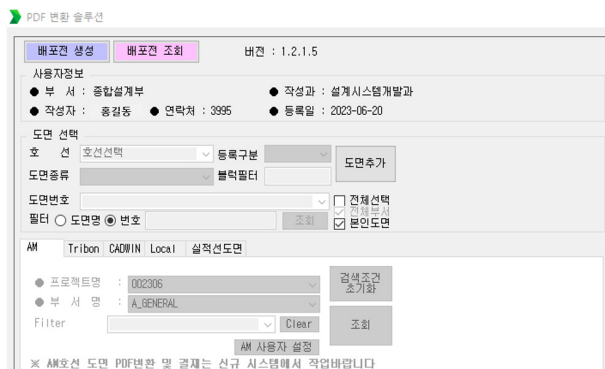 PDF 변환 솔루션
배포전 생성 배포전 조회 버전 : 1.2.1.5
사용자정보
● 부 서 : 종합설계부 ● 작성과 : 설계시스템개발과
● 작성자 : 홍길동 ● 연락처 : 3995 ● 등록일 : 2023-06-20
도면 선택
호 선 호선선택 등록구분 도면추가
도면종류 블럭필터
도면번호 전체선택
전체부서
필터 도면명 번호 조회 본인도면
AM Tribon CADWIN Local 실적선도면
● 프로젝트명 : 002306 검색조건
초기화
● 부 서 명 : A_GENERAL
Filter Clear 조회
AM 사용자 설정
※ AM호선 도면 PDF변환 및 결재는 신규 시스템에서 작업바랍니다